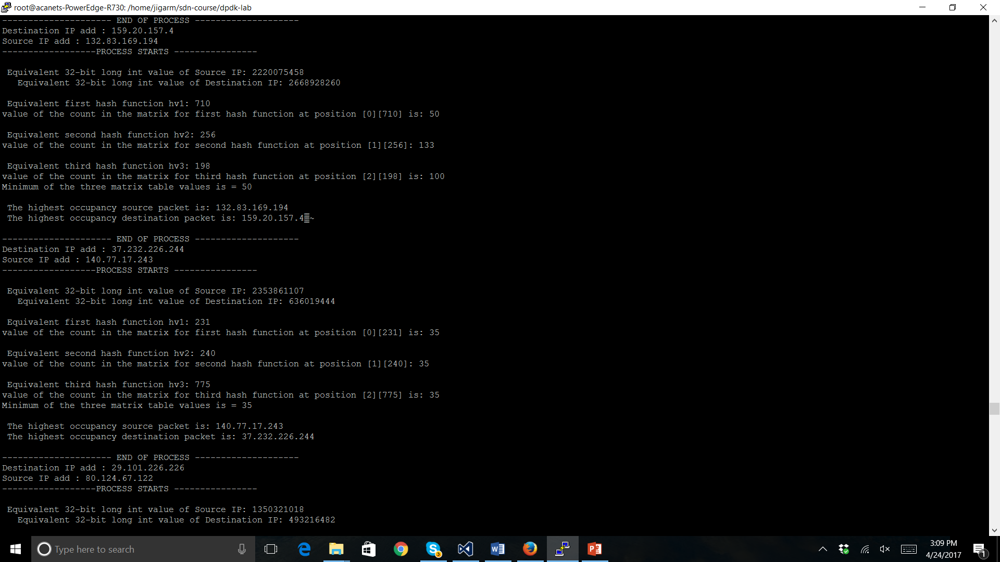 root@acanets-PowerEdge-R730: /home/jigarm/sdn-course/dpdk-lab
--------------------- END OF PROCESS --------------------
Destination IP add : 159.20.157.4
Source IP add : 132.83.169.194
------------------PROCESS STARTS ----------------
Equivalent 32-bit long int value of Source IP: 2220075458
Equivalent 32-bit long int value of Destination IP: 2668928260
Equivalent first hash function hv1: 710
value of the count in the matrix for first hash function at position [0][710] is: 50
Equivalent second hash function hv2: 256
value of the count in the matrix for second hash function at position [1][256]: 133
Equivalent third hash function hv3: 198
value of the count in the matrix for third hash function at position [2][198] is: 100
Minimum of the three matrix table values is = 50
The highest occupancy source packet is: 132.83.169.194
The highest occupancy destination packet is: 159.20.157.4▒~
--------------------- END OF PROCESS --------------------
Destination IP add : 37.232.226.244
Source IP add : 140.77.17.243
------------------PROCESS STARTS ----------------
Equivalent 32-bit long int value of Source IP: 2353861107
Equivalent 32-bit long int value of Destination IP: 636019444
Equivalent first hash function hv1: 231
value of the count in the matrix for first hash function at position [0][231] is: 35
Equivalent second hash function hv2: 240
value of the count in the matrix for second hash function at position [1][240]: 35
Equivalent third hash function hv3: 775
value of the count in the matrix for third hash function at position [2][775] is: 35
Minimum of the three matrix table values is = 35
The highest occupancy source packet is: 140.77.17.243
The highest occupancy destination packet is: 37.232.226.244
--------------------- END OF PROCESS --------------------
Destination IP add : 29.101.226.226
Source IP add : 80.124.67.122
------------------PROCESS STARTS ----------------
Equivalent 32-bit long int value of Source IP: 1350321018
Equivalent 32-bit long int value of Destination IP: 493216482
Type here to search
3
3:09 PM
4/24/2017
1